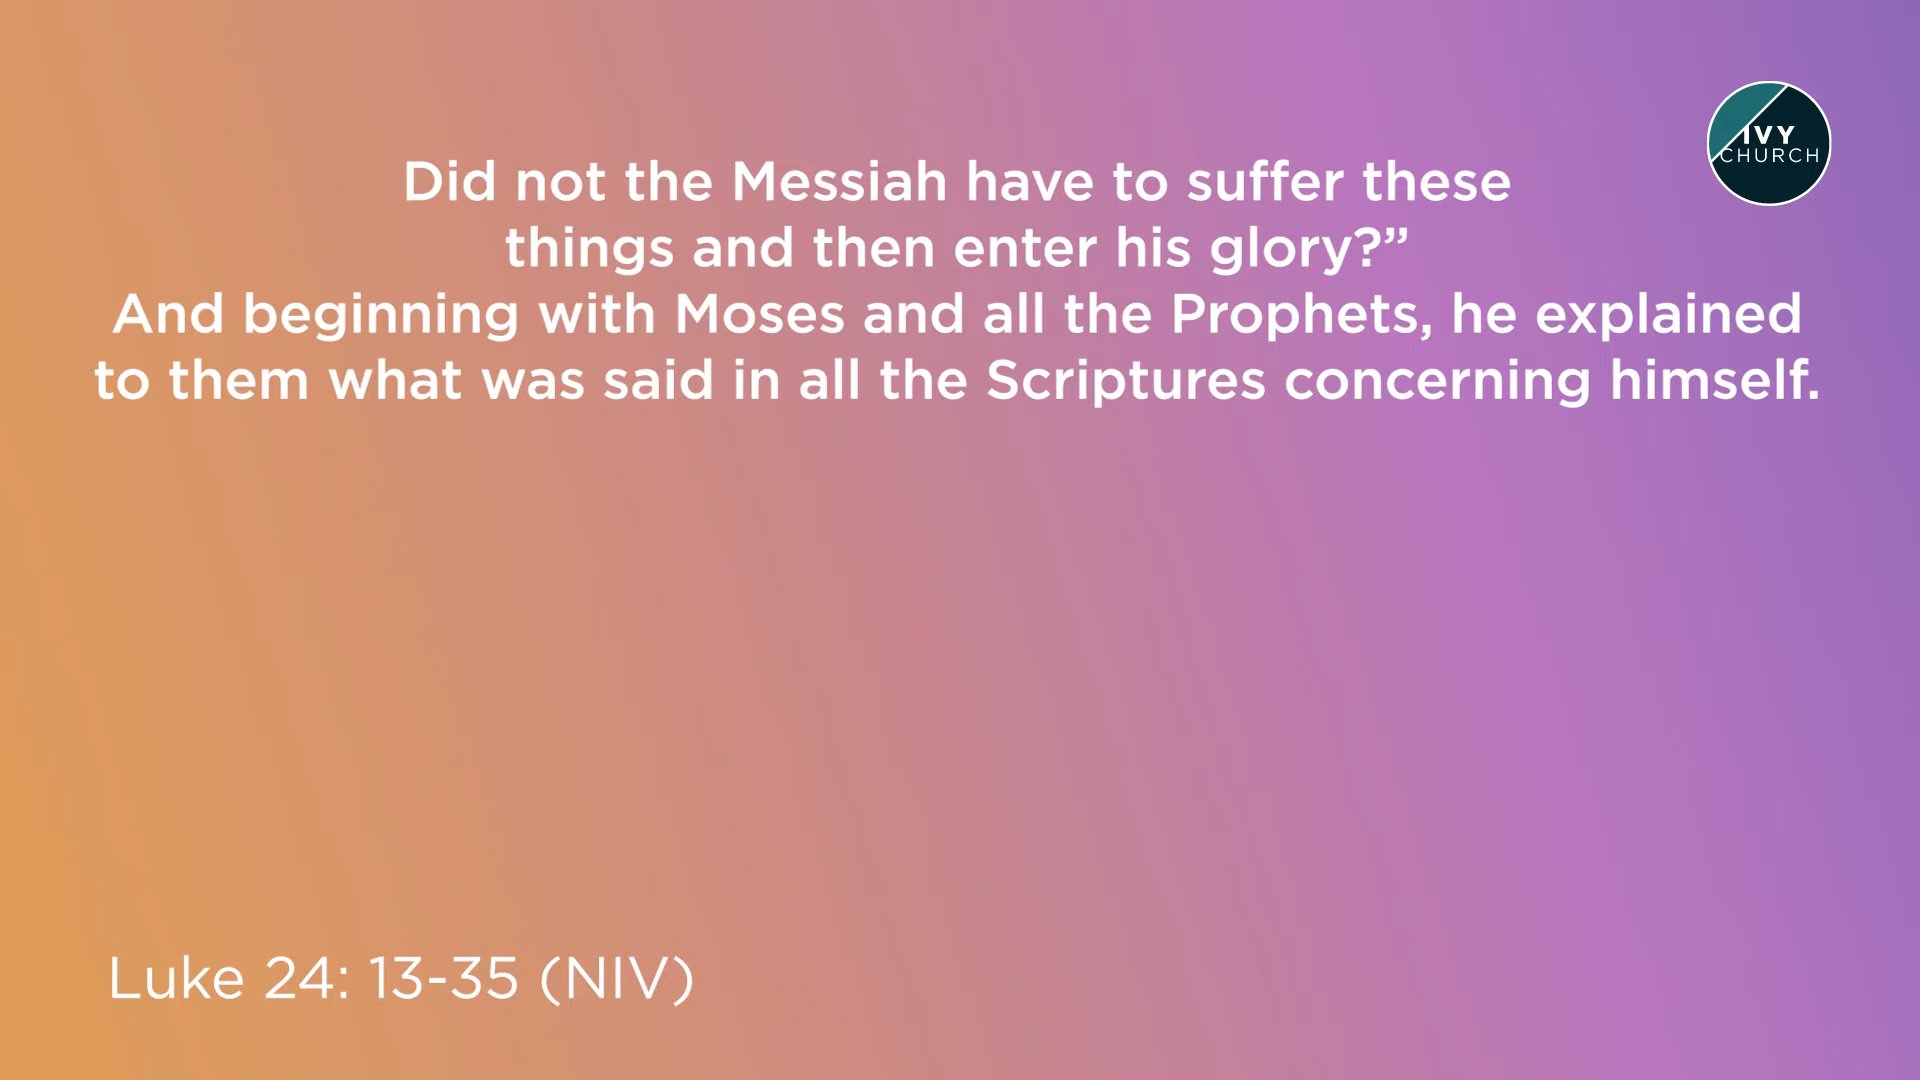 IVY
CHURCH
Did not the Messiah have to suffer these
things and then enter his glory?”
And beginning with Moses and all the Prophets, he explained
to them what was said in all the Scriptures concerning himself.
Luke 24: 13-35 (NIV)